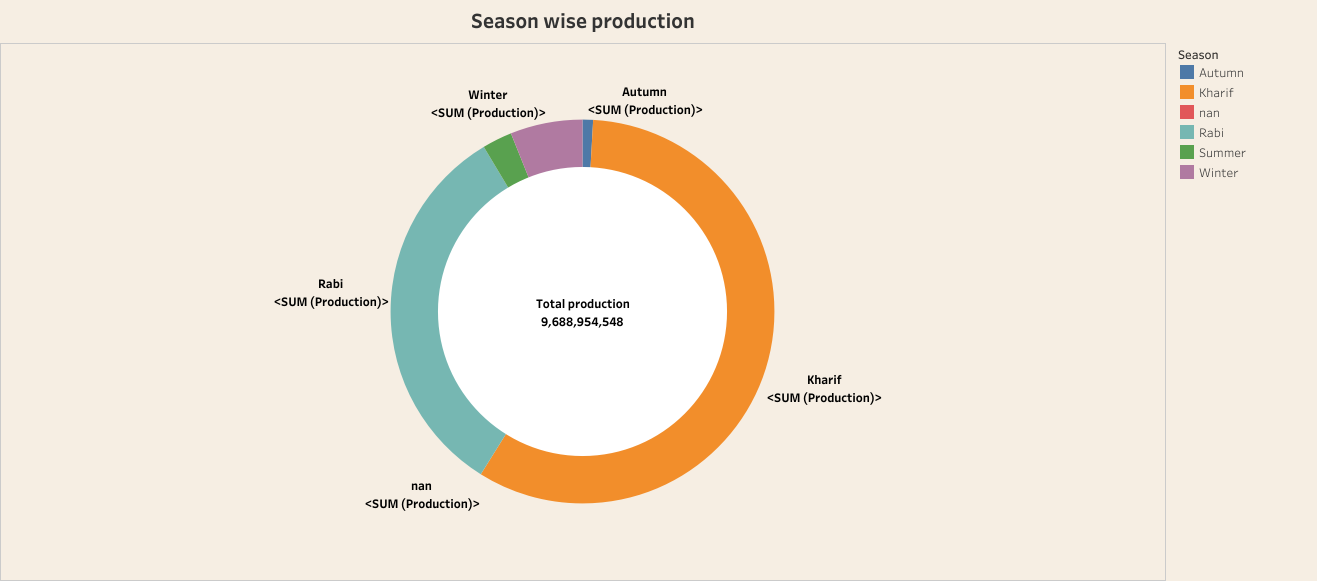 Season wise production
Winter
<SUM (Production)>
Autumn
<SUM (Production)>
Rabi
<SUM (Production)>
Total production
9,688,954,548
Kharif
<SUM (Production)>
nan
<SUM (Production)>
Season
Autumn
Kharif
nan
Rabi
Summer
Winter